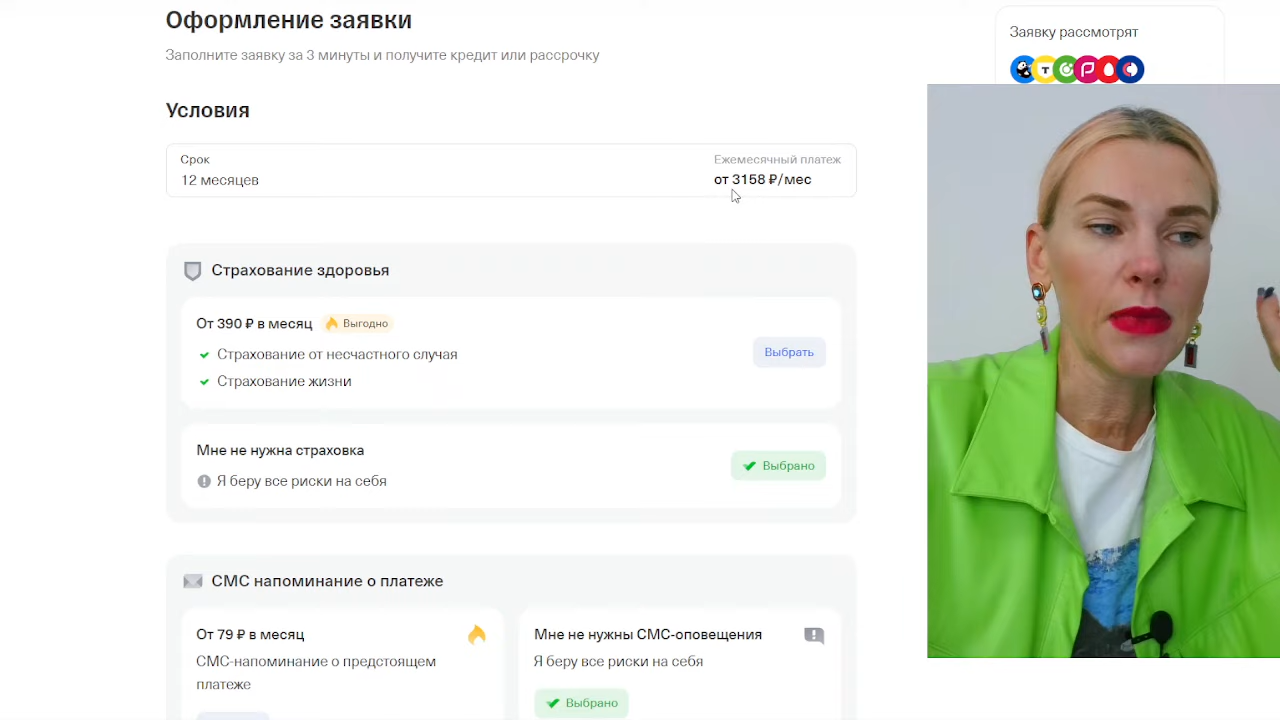 Оформление заявки
Заполните заявку за 3 минуты и получите кредит или рассрочку
Заявку рассмотрят
Условия
Срок
12 месяцев
Ежемесячный платеж
от 3158 ₽/мес
Страхование здоровья
От 390 ₽ в месяц
Выгодно
Страхование от несчастного случая
Страхование жизни
Выбрать
Мне не нужна страховка
Я беру все риски на себя
Выбрано
СМС напоминание о платеже
От 79 ₽ в месяц
СМС-напоминание о предстоящем
платеже
Мне не нужны СМС-оповещения
Я беру все риски на себя
Выбрано